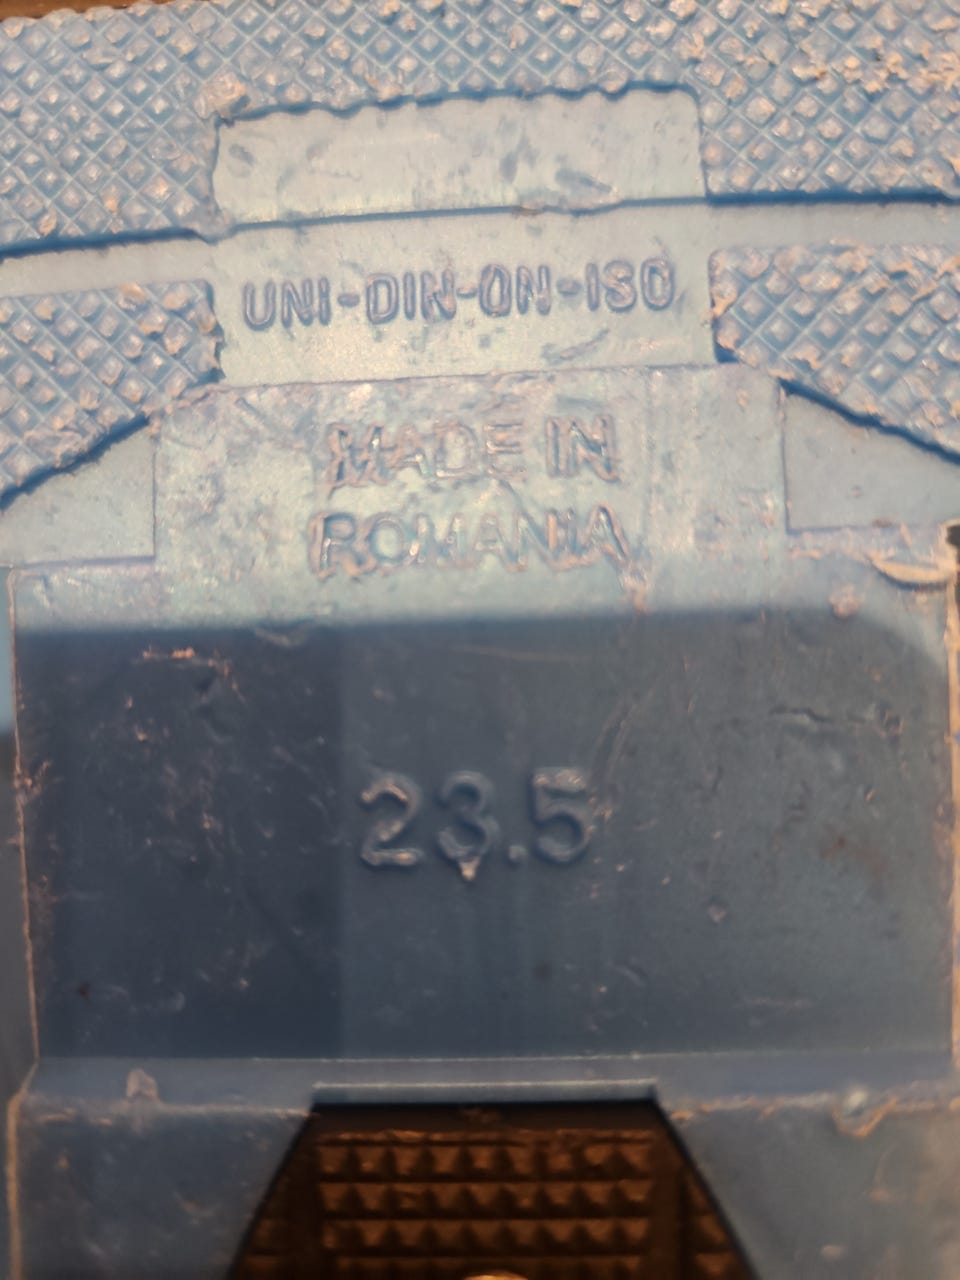 UNI-DIN-ON-ISO
MADE IN
ROMANIA
23.5